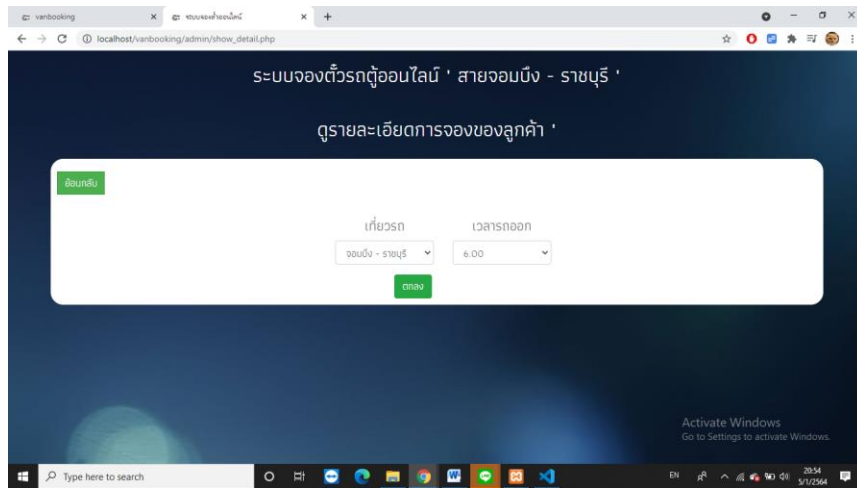 vanbooking
ระบบจองตั๋วออนไลน์
localhost/vanbooking/admin/show_detail.php
ระบบจองตั๋วรถตู้ออนไลน์ ' สายจอมบึง - ราชบุรี '
ดูรายละเอียดการจองของลูกค้า '
ย้อนกลับ
เที่ยวรถ
เวลารถออก
จอมบึง - ราชบุรี
6:00
ตกลง
Activate Windows
Go to Settings to activate Windows.
Type here to search
EN
20:54
5/1/2564